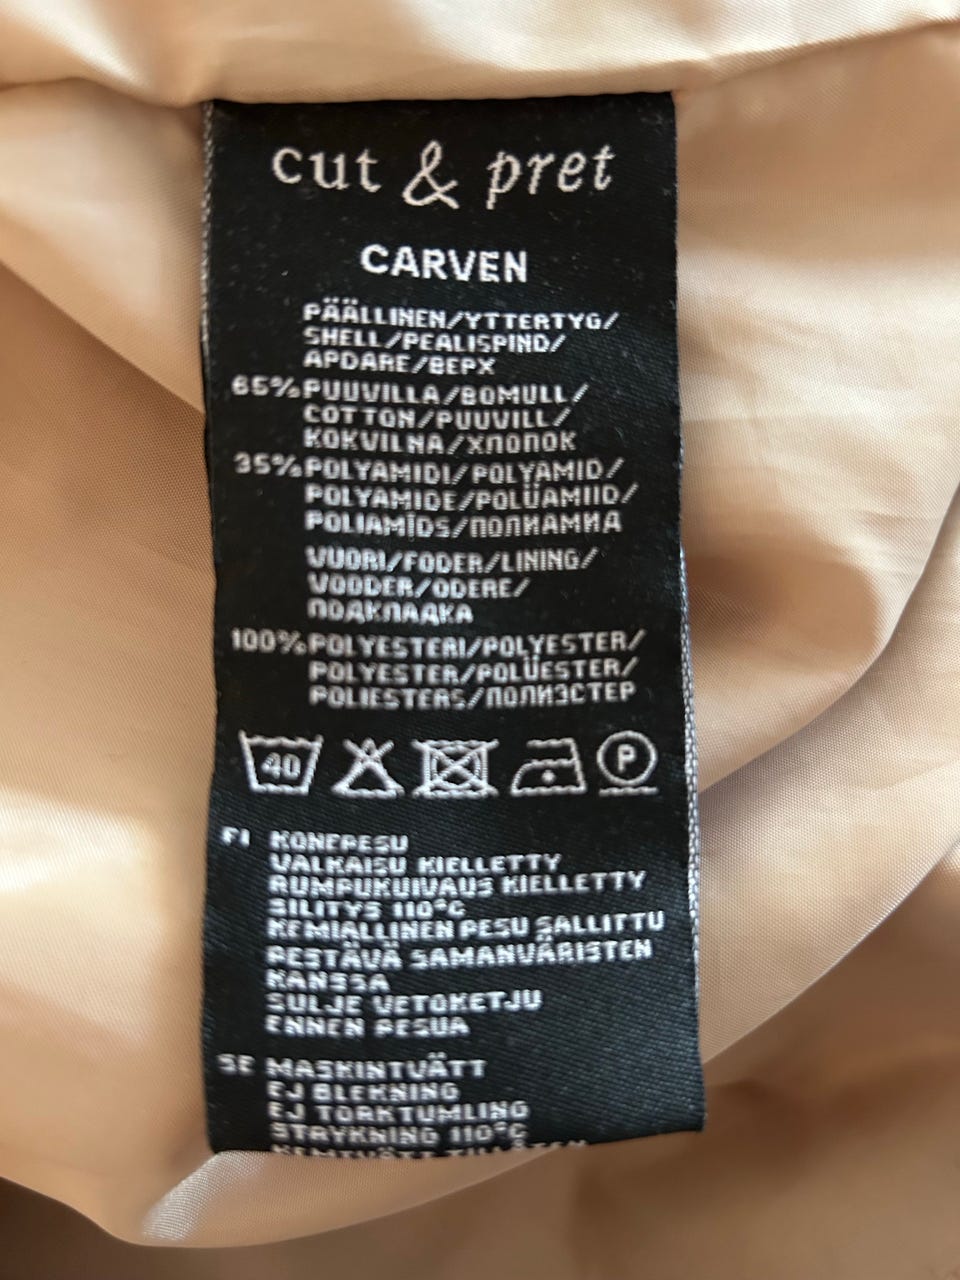 cut & pret
CARVEN
PÄÄLLINEN/YTTERTYG/
SHELL/PEALISPIND/
APDARE/ВЕРХ
65% PUUVILLA/BOMULL/
COTTON/PUUVILL/
KOKVILNA/ХЛОПОК
35% POLYAMIDI/POLYAMID/
POLYAMIDE/POLÜAMIID/
POLIAMĪDS/ПОЛИАМИД
VUORI/FODER/LINING/
VOODER/ODERE/
ПОДКЛАДКА
100% POLYESTERI/POLYESTER/
POLYESTER/POLÜESTER/
POLIESTERS/ПОЛИЭСТЕР
40 P
FI KONEPESU
VALKAISU KIELLETTY
RUMPUKUIVAUS KIELLETTY
SILITYS 110°C
KEMIALLINEN PESU SALLITTU
PESTÄVÄ SAMANVÄRISTEN
KANSSA
SULJE VETOKETJU
ENNEN PESUA
SE MASKINTVÄTT
EJ BLEKNING
EJ TORKTUMLING
STRYKNING 110°C
KEMTVÄTT TILLÅTEN